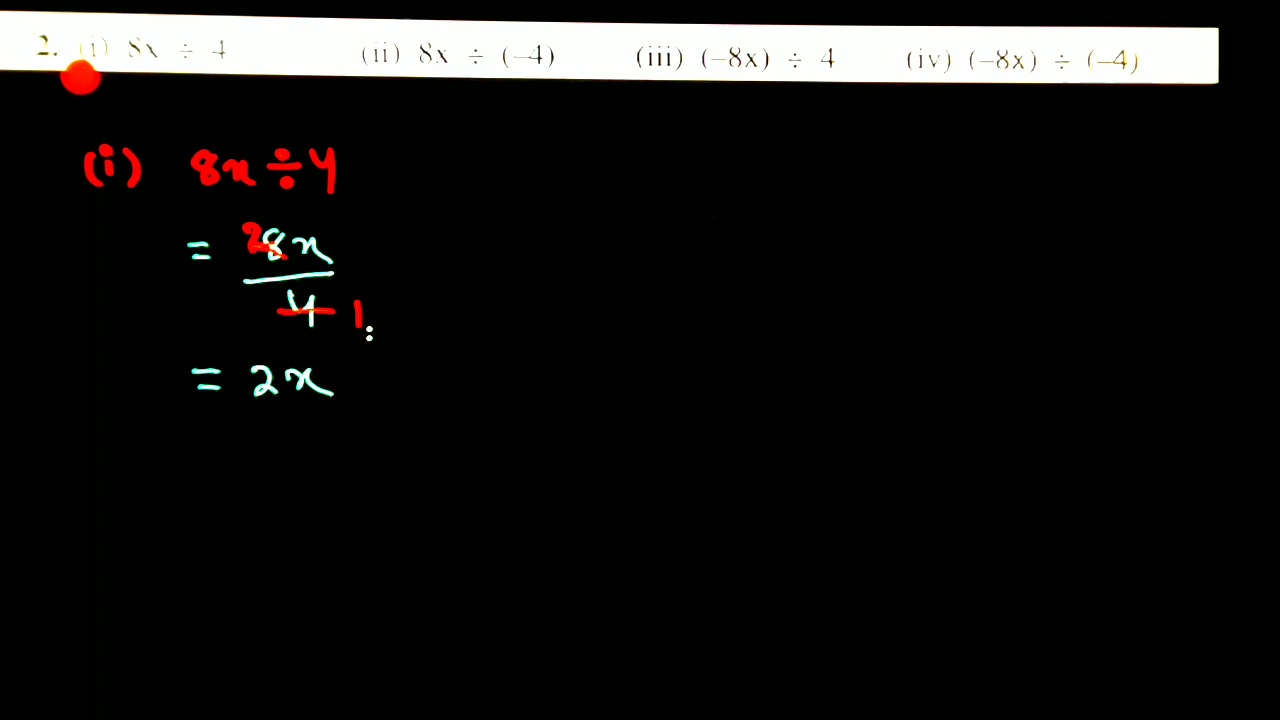 2. (i) 8x ÷ 4 (ii) 8x ÷ (–4) (iii) (–8x) ÷ 4 (iv) (–8x) ÷ (–4)
(i) 8x ÷ 4
= 2 8x
4 1
= 2x